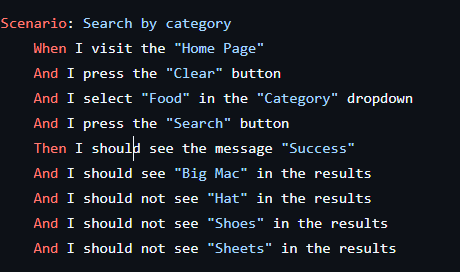 Scenario: Search by category
When I visit the "Home Page"
And I press the "Clear" button
And I select "Food" in the "Category" dropdown
And I press the "Search" button
Then I should see the message "Success"
And I should see "Big Mac" in the results
And I should not see "Hat" in the results
And I should not see "Shoes" in the results
And I should not see "Sheets" in the results